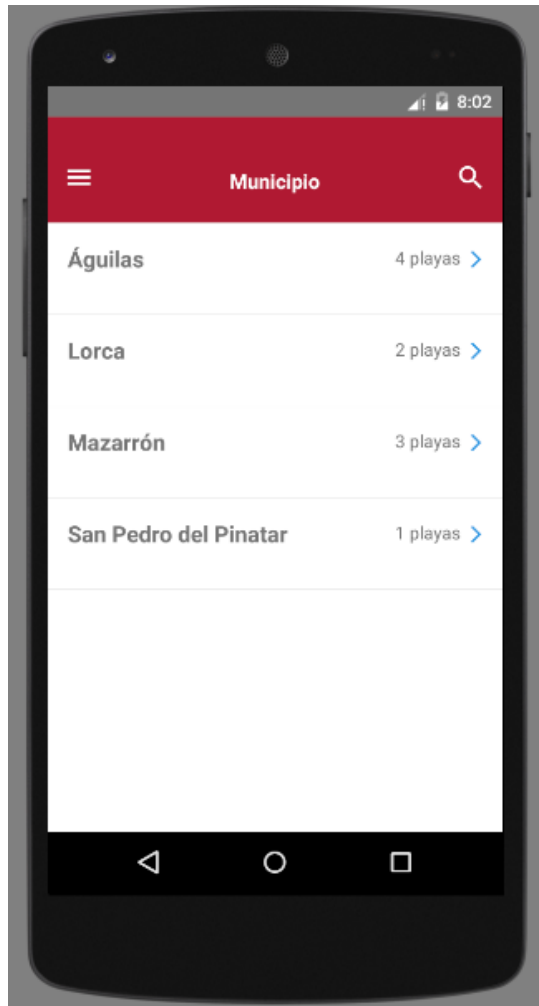 8:02
Municipio
Águilas 4 playas
Lorca 2 playas
Mazarrón 3 playas
San Pedro del Pinatar 1 playas